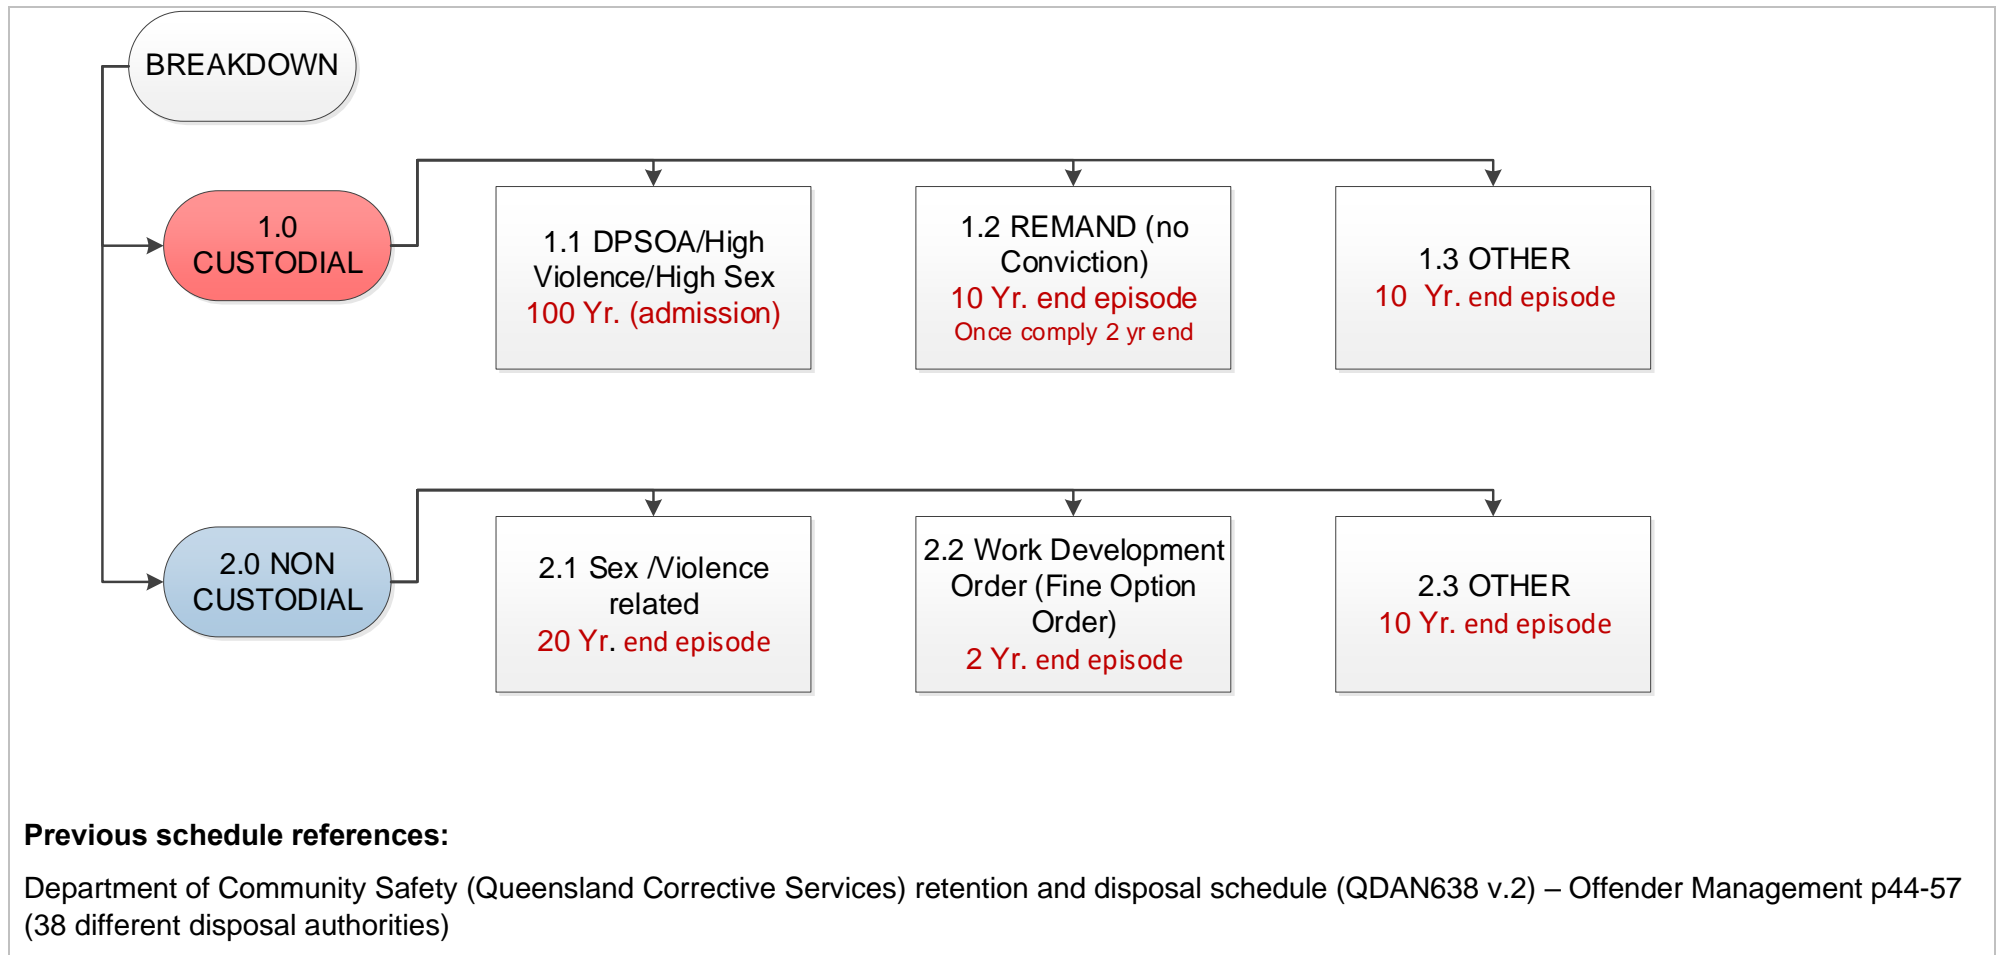 BREAKDOWN
1.0
CUSTODIAL
1.1 DPSOA/High
Violence/High Sex
100 Yr. (admission)
1.2 REMAND (no
Conviction)
10 Yr. end episode
Once comply 2 yr end
1.3 OTHER
10 Yr. end episode
2.0 NON
CUSTODIAL
2.1 Sex /Violence
related
20 Yr. end episode
2.2 Work Development
Order (Fine Option
Order)
2 Yr. end episode
2.3 OTHER
10 Yr. end episode
Previous schedule references:
Department of Community Safety (Queensland Corrective Services) retention and disposal schedule (QDAN638 v.2) – Offender Management p44-57
(38 different disposal authorities)